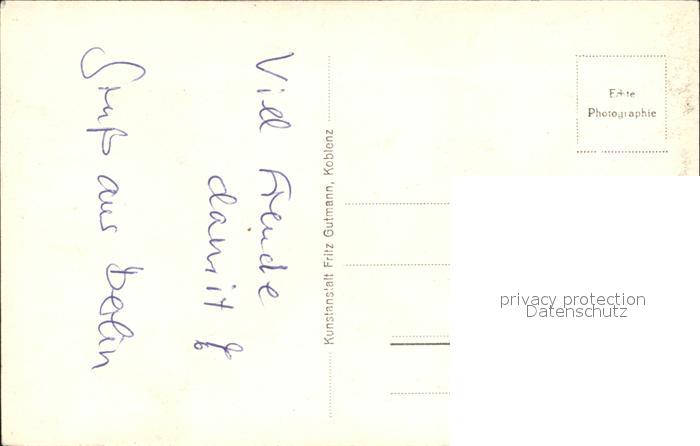 Viel Freude
damit!
Gruß aus Berlin
Kunstanstalt Fritz Gutmann, Koblenz
Echte
Photographie
privacy protection
Datenschutz